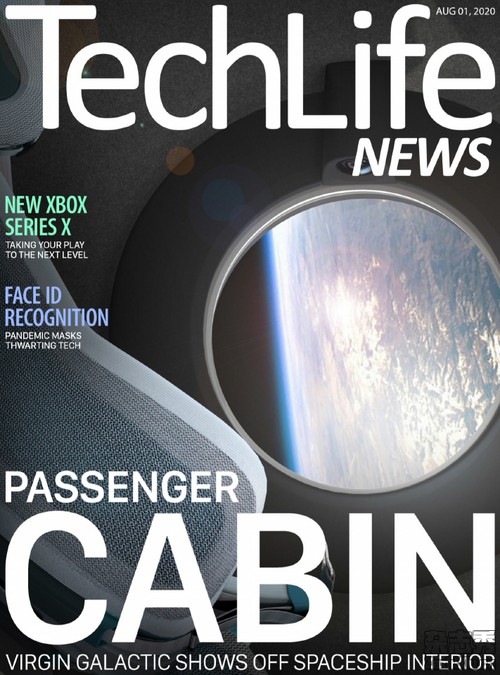 AUG 01, 2020
TechLife
NEWS
NEW XBOX
SERIES X
TAKING YOUR PLAY
TO THE NEXT LEVEL
FACE ID
RECOGNITION
PANDEMIC MASKS
THWARTING TECH
PASSENGER
CABIN
VIRGIN GALACTIC SHOWS OFF SPACESHIP INTERIOR